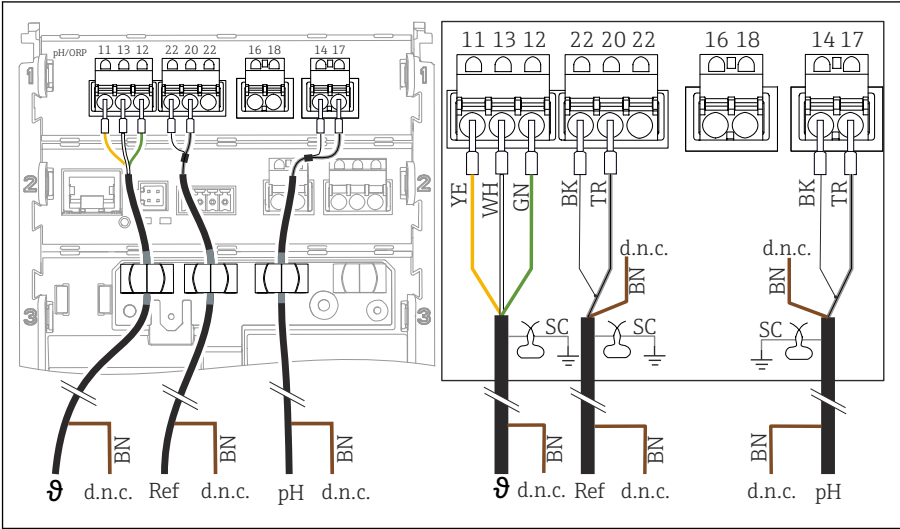 pH/ORP 11 13 12 22 20 22 16 18 14 17
1 1
2 2
3 3
BN BN BN
ϑ d.n.c. Ref d.n.c. pH d.n.c.
11 13 12 22 20 22 16 18 14 17
YE WH GN BK TR BK TR
d.n.c. d.n.c.
BN BN
SC SC SC
BN BN BN
ϑ d.n.c. Ref d.n.c. d.n.c. pH